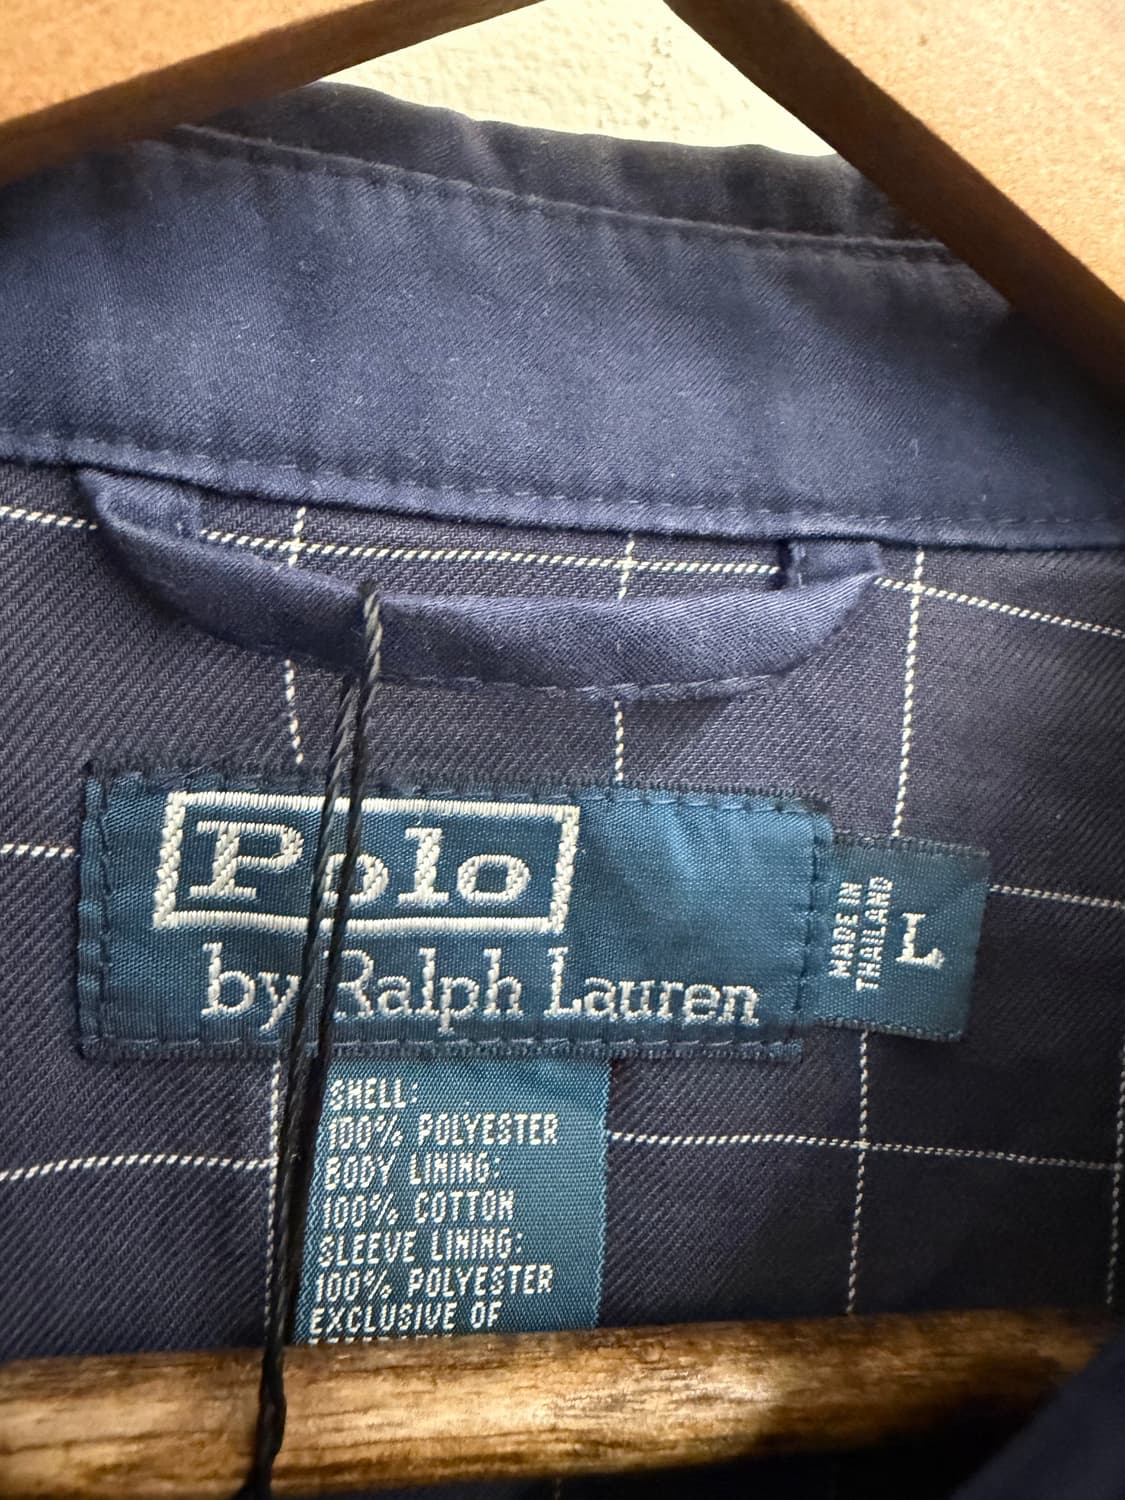 Polo
by Ralph Lauren
MADE IN
THAILAND
L
SHELL:
100% POLYESTER
BODY LINING:
100% COTTON
SLEEVE LINING:
100% POLYESTER
EXCLUSIVE OF